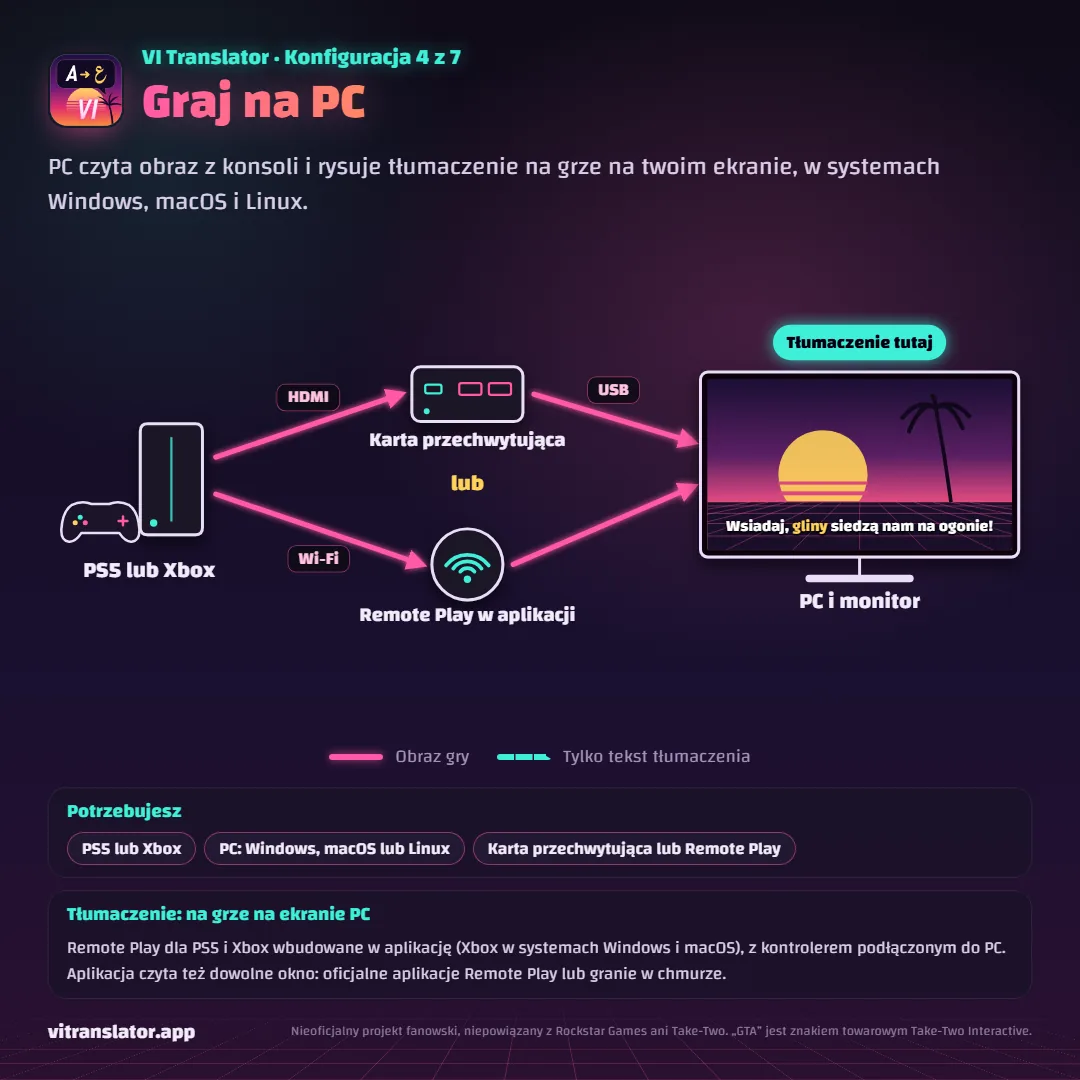 A→ع
VI
VI Translator · Konfiguracja 4 z 7
Graj na PC
PC czyta obraz z konsoli i rysuje tłumaczenie na grze na twoim ekranie, w systemach
Windows, macOS i Linux.
Tłumaczenie tutaj
HDMI
USB
Karta przechwytująca
lub
Wsiadaj, gliny siedzą nam na ogonie!
Wi-Fi
PS5 lub Xbox
Remote Play w aplikacji
PC i monitor
Obraz gry
Tylko tekst tłumaczenia
Potrzebujesz
PS5 lub Xbox
PC: Windows, macOS lub Linux
Karta przechwytująca lub Remote Play
Tłumaczenie: na grze na ekranie PC
Remote Play dla PS5 i Xbox wbudowane w aplikację (Xbox w systemach Windows i macOS), z kontrolerem podłączonym do PC.
Aplikacja czyta też dowolne okno: oficjalne aplikacje Remote Play lub granie w chmurze.
vitranslator.app
Nieoficjalny projekt fanowski, niepowiązany z Rockstar Games ani Take-Two. „GTA” jest znakiem towarowym Take-Two Interactive.